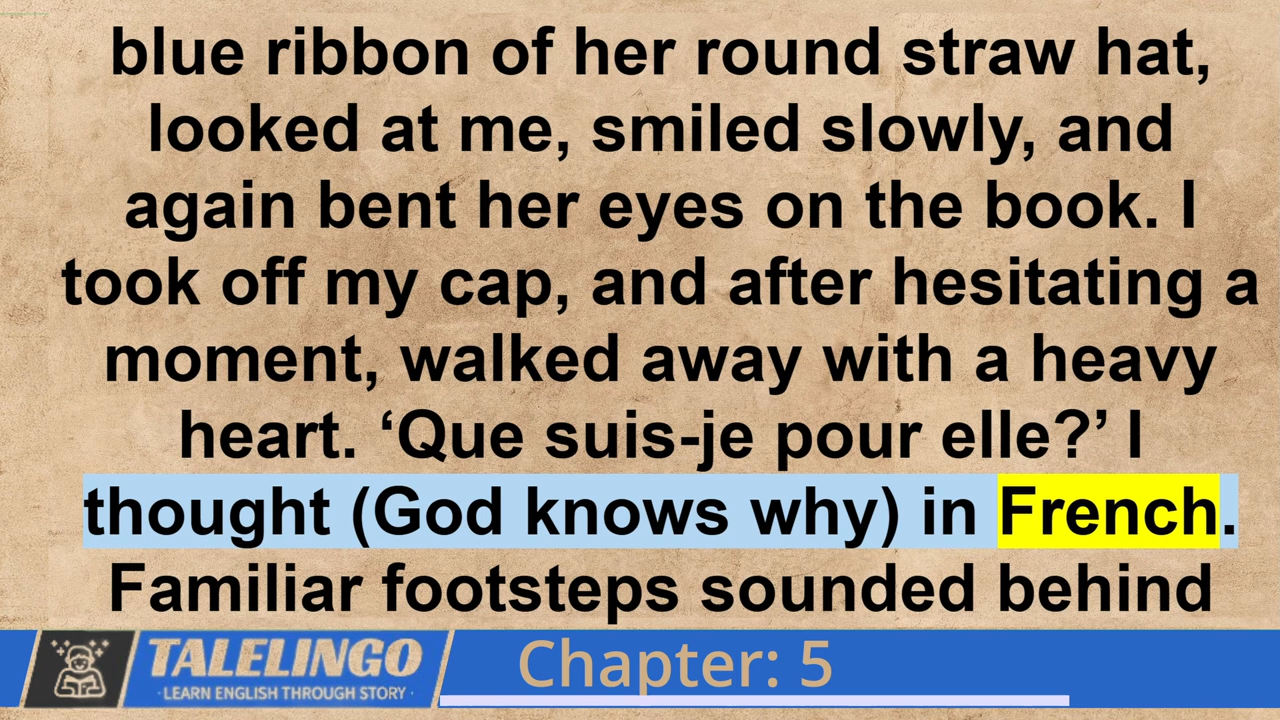 blue ribbon of her round straw hat,
looked at me, smiled slowly, and
again bent her eyes on the book. I
took off my cap, and after hesitating a
moment, walked away with a heavy
heart. ‘Que suis-je pour elle?’ I
thought (God knows why) in French.
Familiar footsteps sounded behind
TALELINGO
·LEARN ENGLISH THROUGH STORY·
Chapter: 5